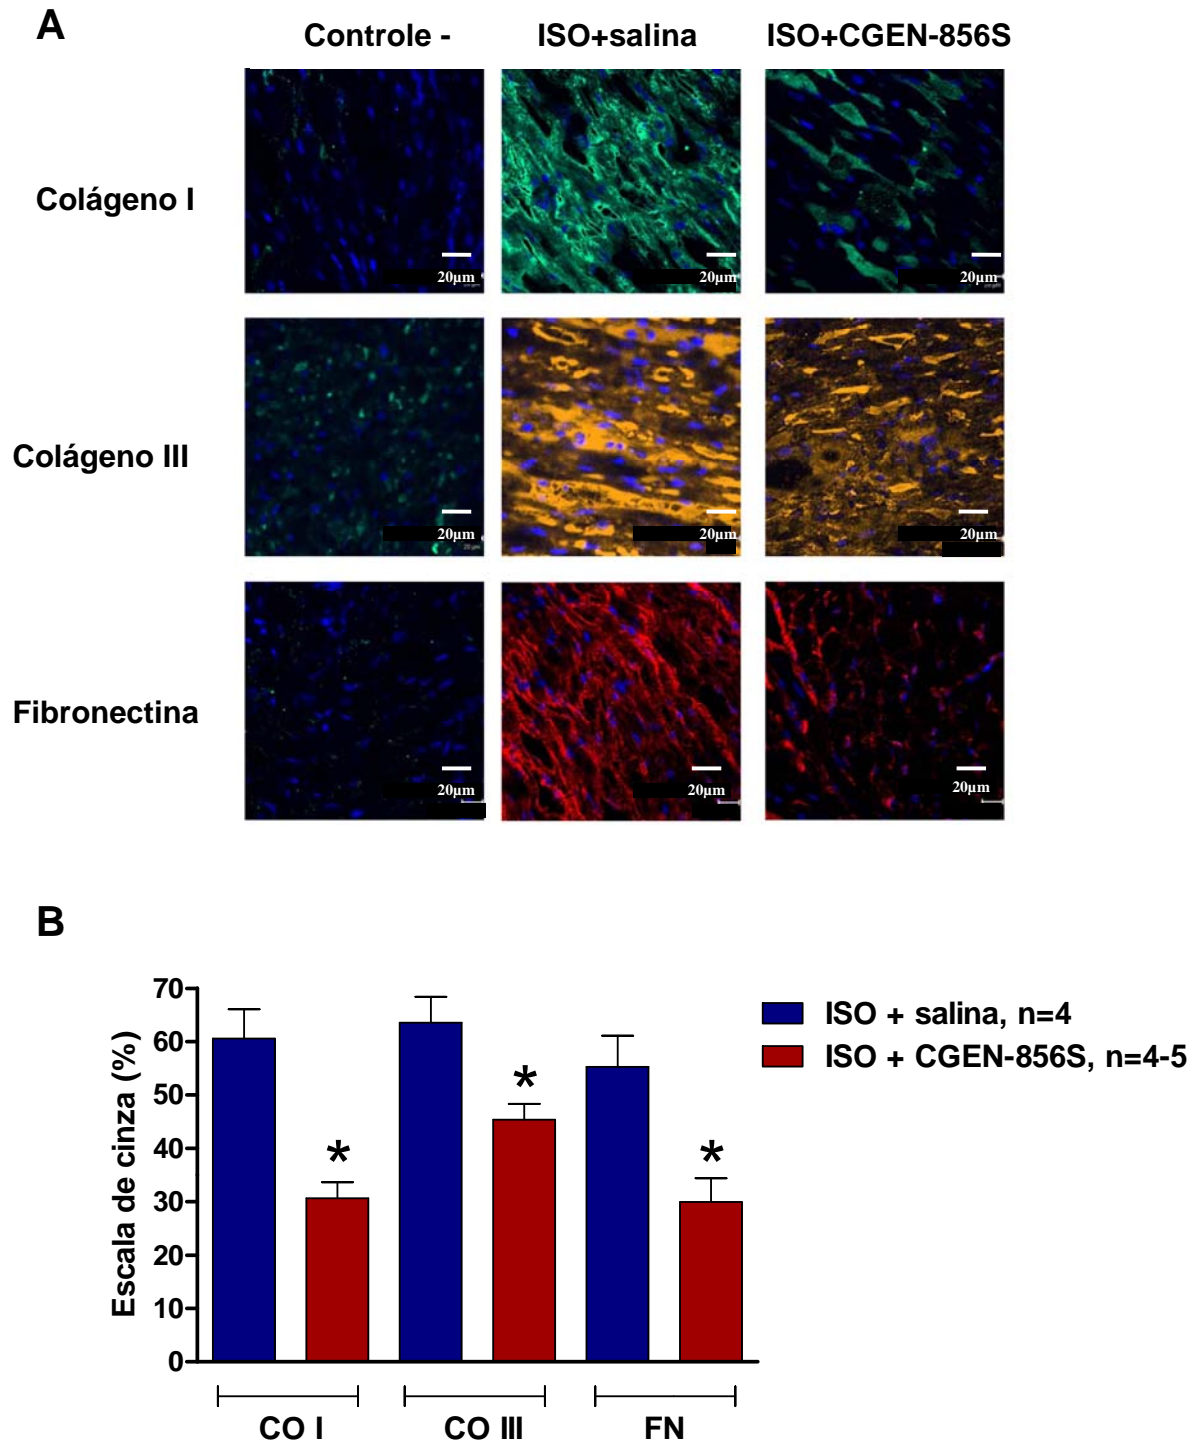 A
Controle -
ISO+salina
ISO+CGEN-856S
Colágeno I
20µm
20µm
20µm
Colágeno III
20µm
20µm
20µm
Fibronectina
20µm
20µm
20µm
B
Escala de cinza (%)
70
60
50
40
30
20
10
0
*
*
*
ISO + salina, n=4
ISO + CGEN-856S, n=4-5
CO I
CO III
FN